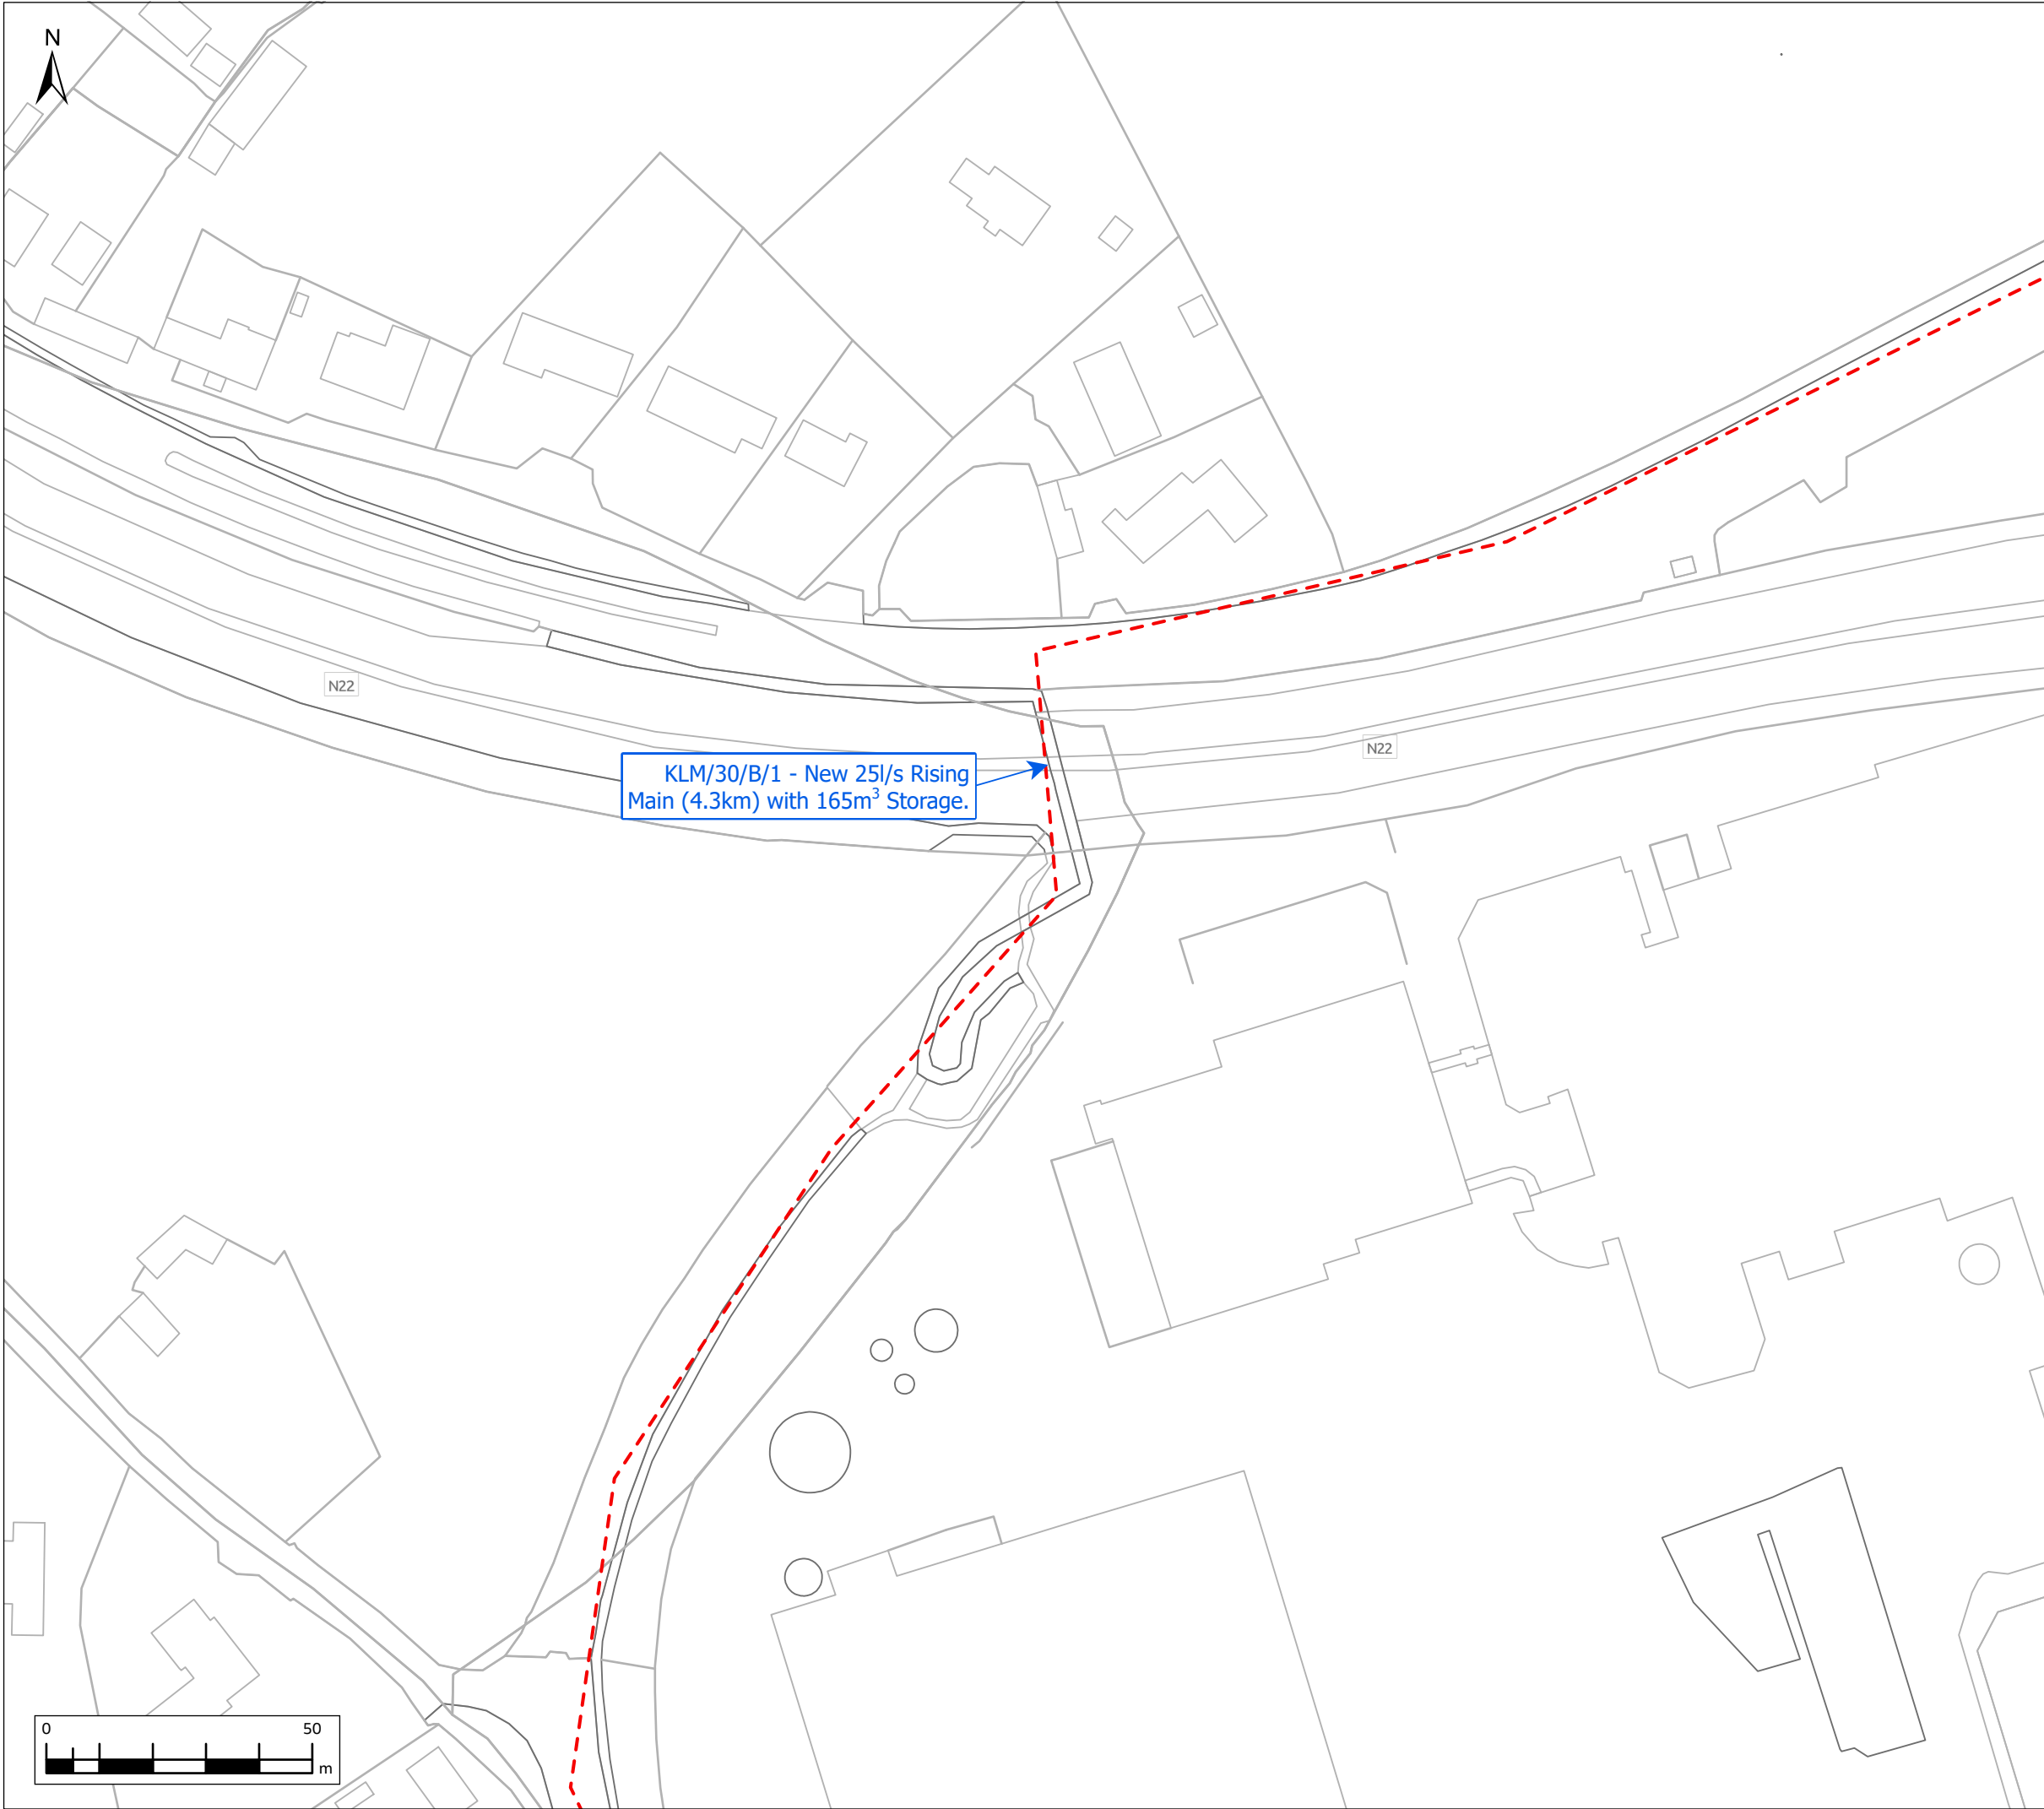 N
N22
N22
KLM/30/B/1 - New 25l/s Rising
Main (4.3km) with 165m³ Storage.
0 50
m